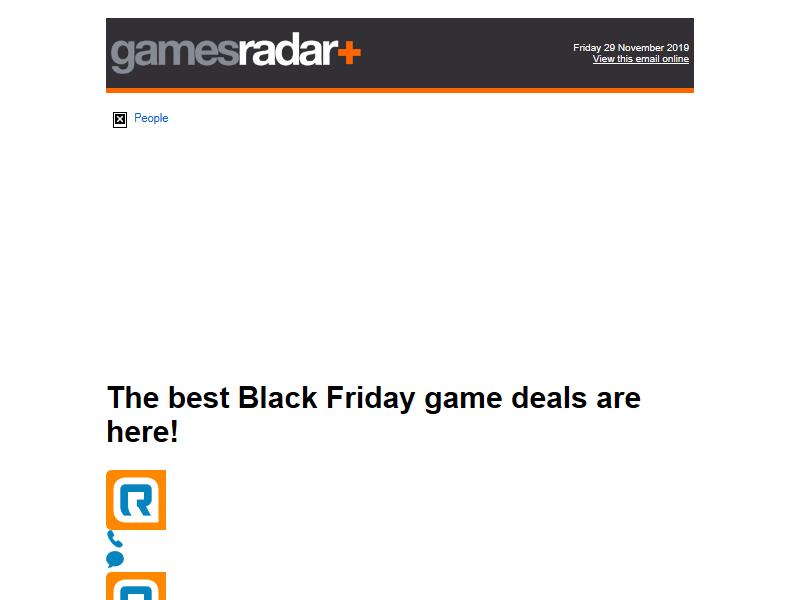 gamesradar+
Friday 29 November 2019
View this email online
People
The best Black Friday game deals are
here!